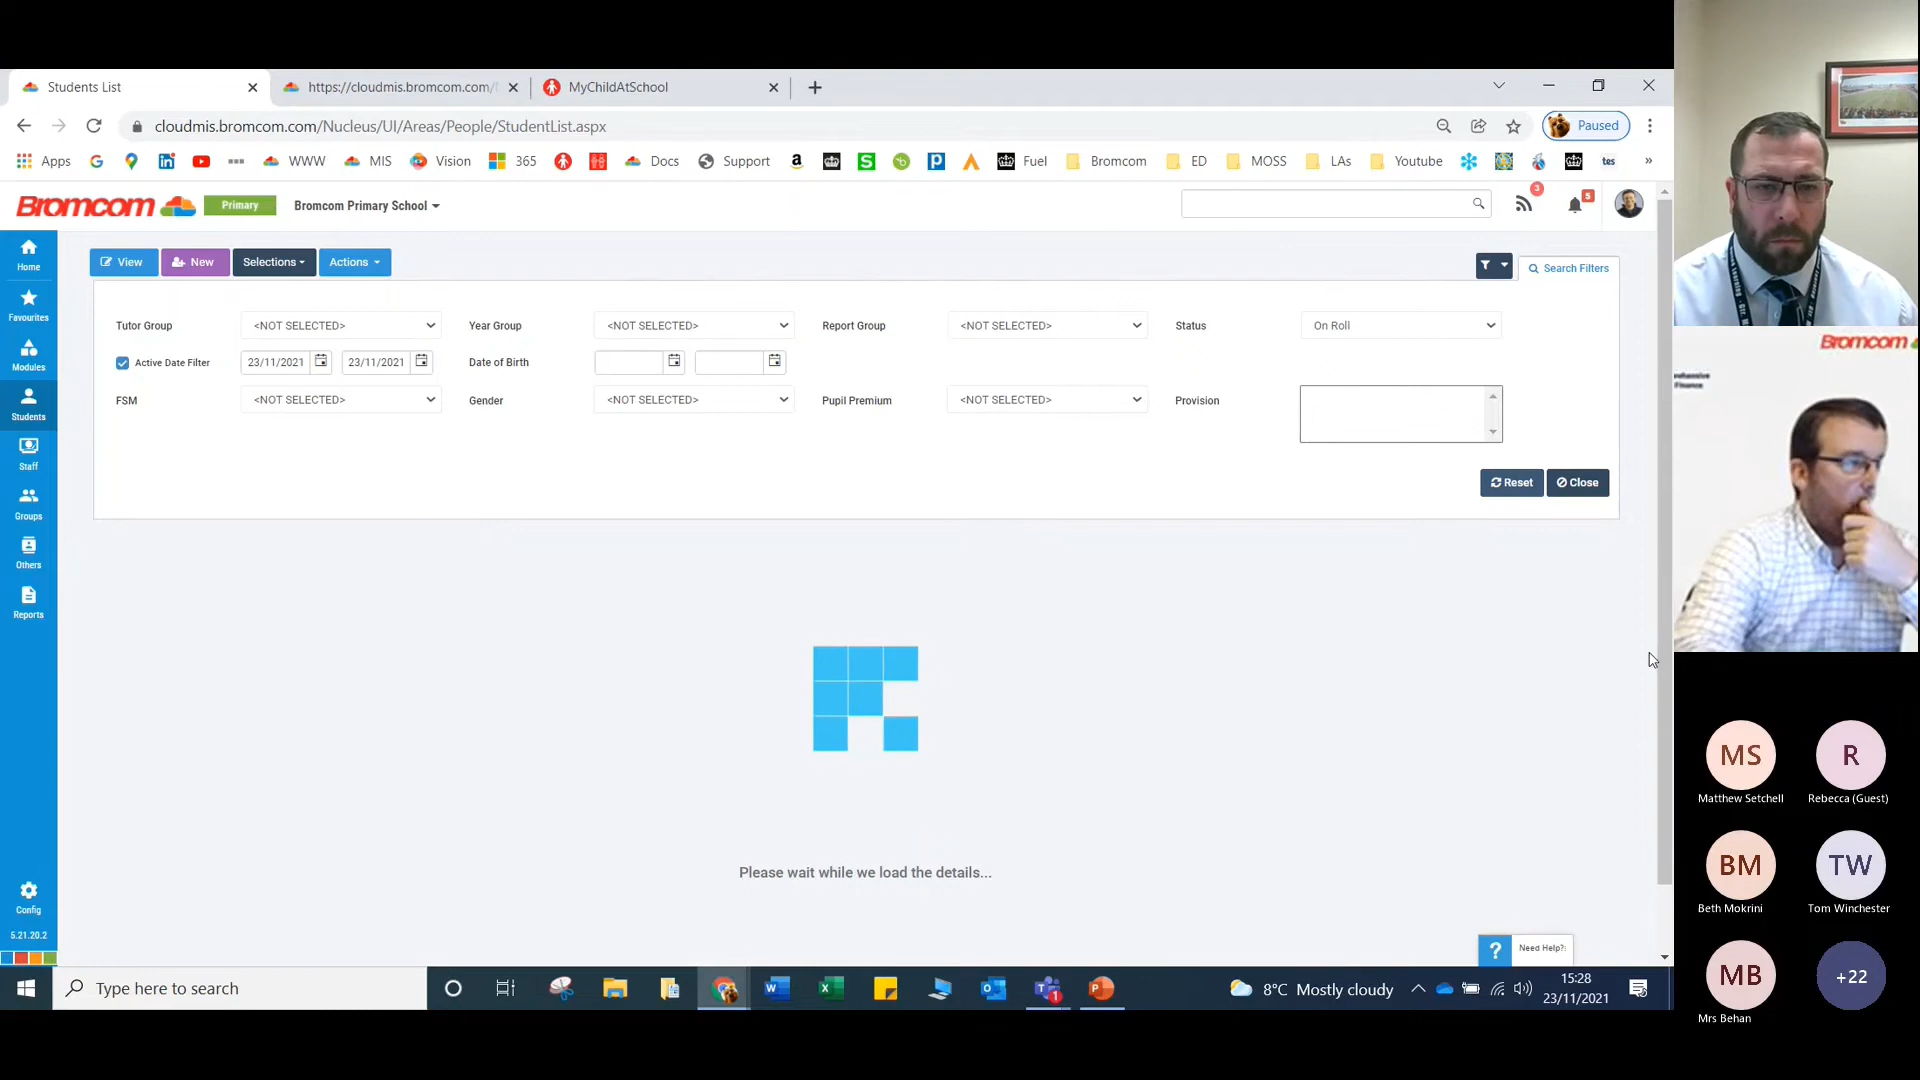 Students List
https://cloudmis.bromcom.com/
MyChildAtSchool
cloudmis.bromcom.com/Nucleus/UI/Areas/People/StudentList.aspx
Paused
Apps
WWW
MIS
Vision
365
Docs
Support
Fuel
Bromcom
ED
MOSS
LAs
Youtube
tes
»
Bromcom
Primary
Bromcom Primary School
3
5
Home
Favourites
Modules
Students
Staff
Groups
Others
Reports
Config
5.21.20.2
View
New
Selections
Actions
Search Filters
Tutor Group
<NOT SELECTED>
Year Group
<NOT SELECTED>
Report Group
<NOT SELECTED>
Status
On Roll
Active Date Filter
23/11/2021
23/11/2021
Date of Birth
FSM
<NOT SELECTED>
Gender
<NOT SELECTED>
Pupil Premium
<NOT SELECTED>
Provision
Reset
Close
Please wait while we load the details...
?
Need Help?:
Type here to search
1
8°C Mostly cloudy
15:28
23/11/2021
Bromcom
Finance
MS
Matthew Setchell
R
Rebecca (Guest)
BM
Beth Mokrini
TW
Tom Winchester
MB
Mrs Behan
+22